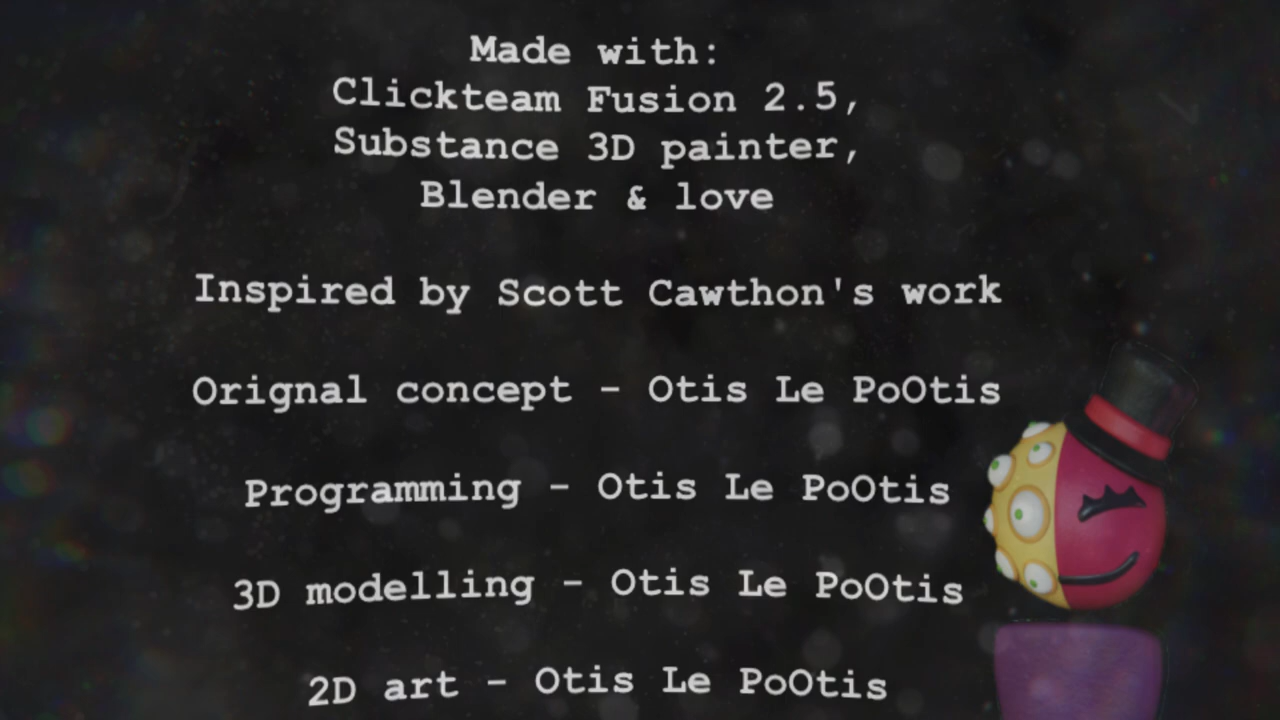 Made with:
Clickteam Fusion 2.5,
Substance 3D painter,
Blender & love
Inspired by Scott Cawthon's work
Orignal concept - Otis Le PoOtis
Programming - Otis Le PoOtis
3D modelling - Otis Le PoOtis
2D art - Otis Le PoOtis